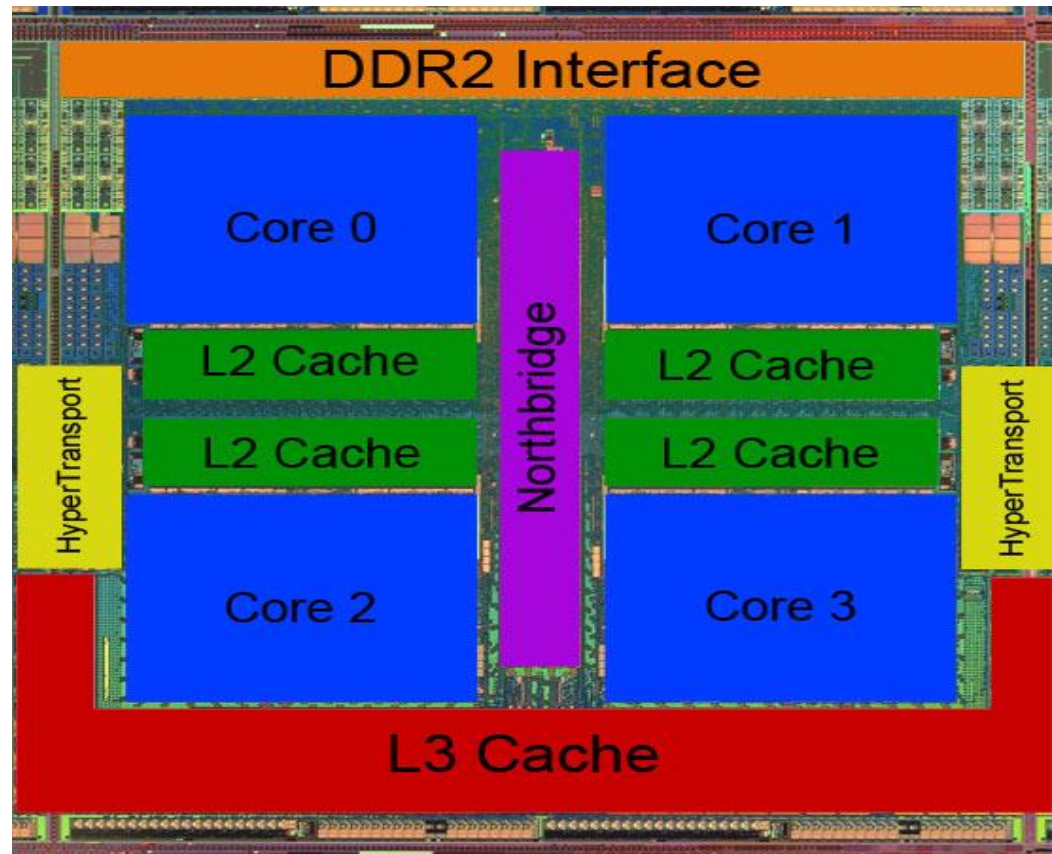 DDR2 Interface
Core 0
Core 1
L2 Cache
L2 Cache
HyperTransport
Northbridge
HyperTransport
L2 Cache
L2 Cache
Core 2
Core 3
L3 Cache